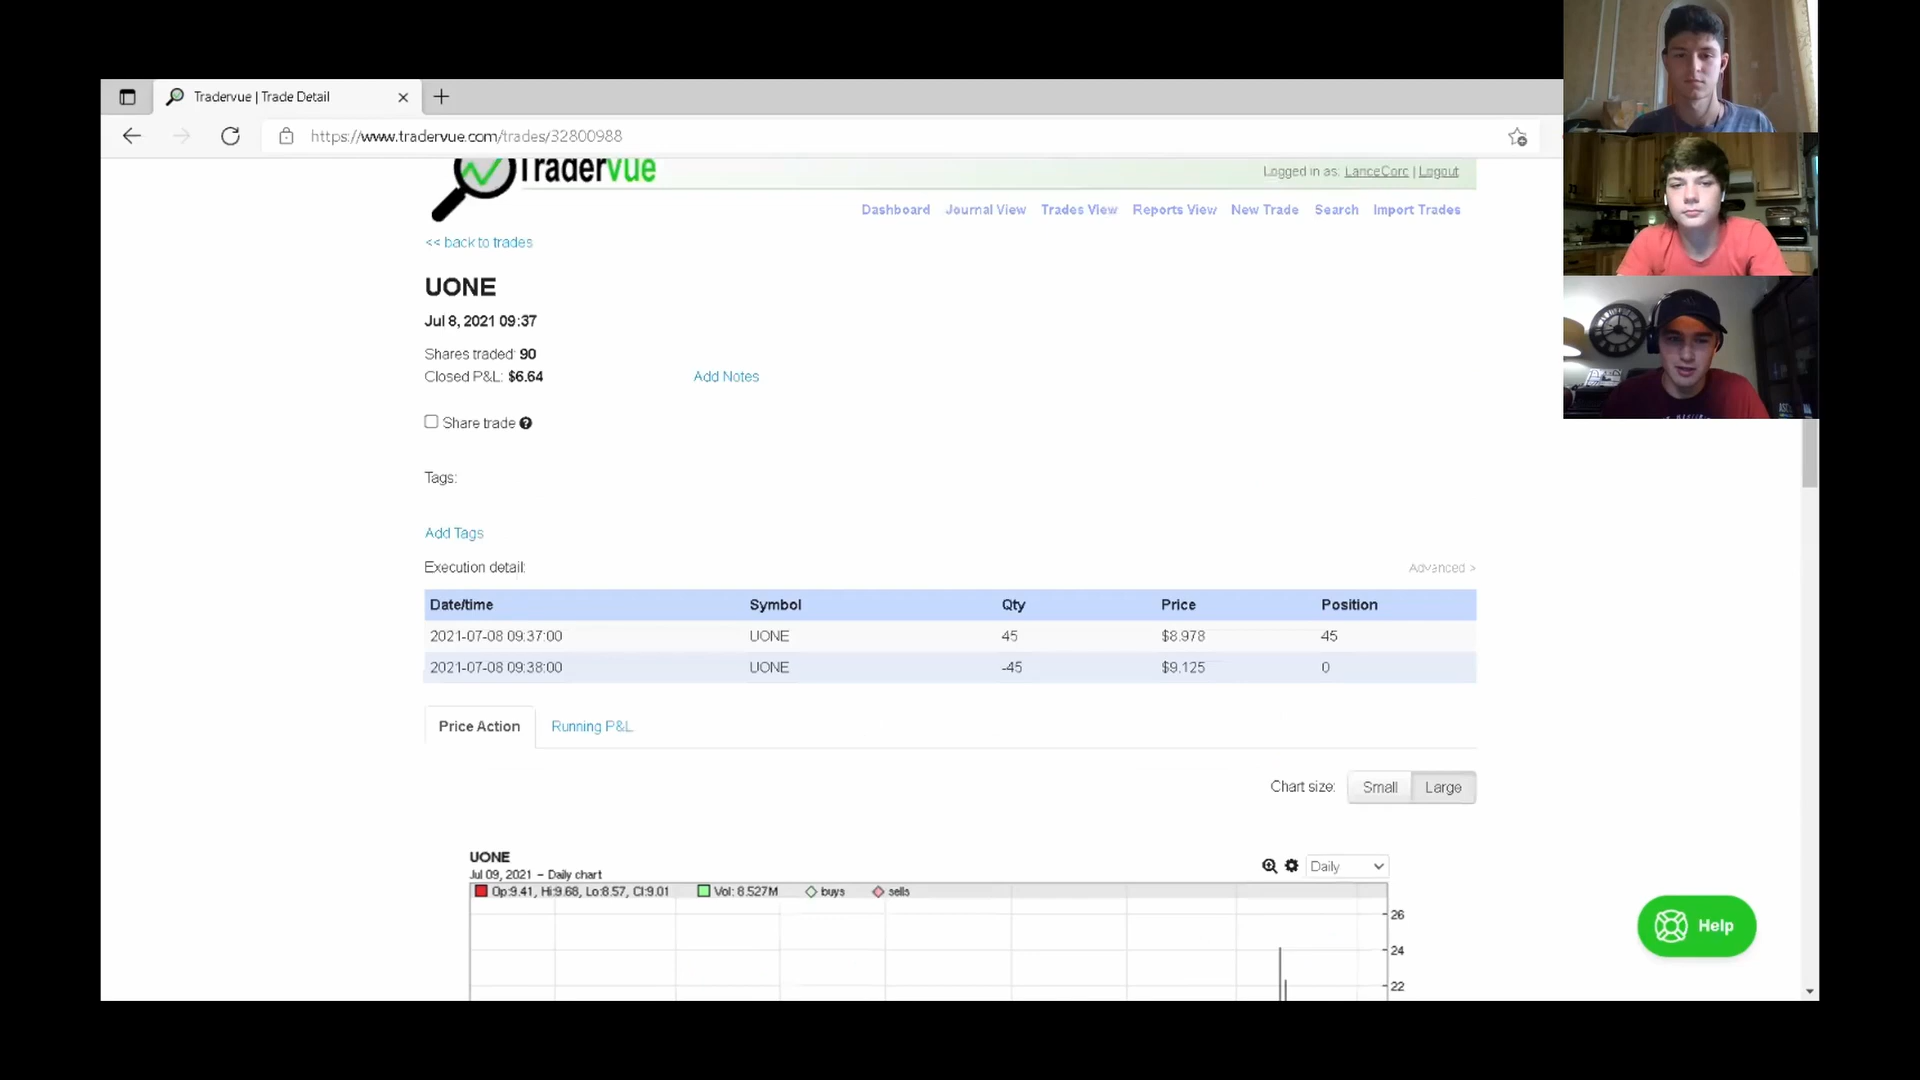 Tradervue | Trade Detail
https://www.tradervue.com/trades/32800988
Tradervue
Logged in as: LanceCorc | Logout
Dashboard Journal View Trades View Reports View New Trade Search Import Trades
<< back to trades
UONE
Jul 8, 2021 09:37
Shares traded: 90
Closed P&L: $6.64
Add Notes
Share trade
Tags:
Add Tags
Execution detail:
Advanced >
Date/time Symbol Qty Price Position
2021-07-08 09:37:00 UONE 45 $8.978 45
2021-07-08 09:38:00 UONE -45 $9.125 0
Price Action Running P&L
Chart size: Small Large
UONE
Jul 09, 2021 - Daily chart
Daily
Op:9.41, Hi:9.68, Lo:8.57, Cl:9.01 Vol: 8.527M buys sells
26
24
22
Help